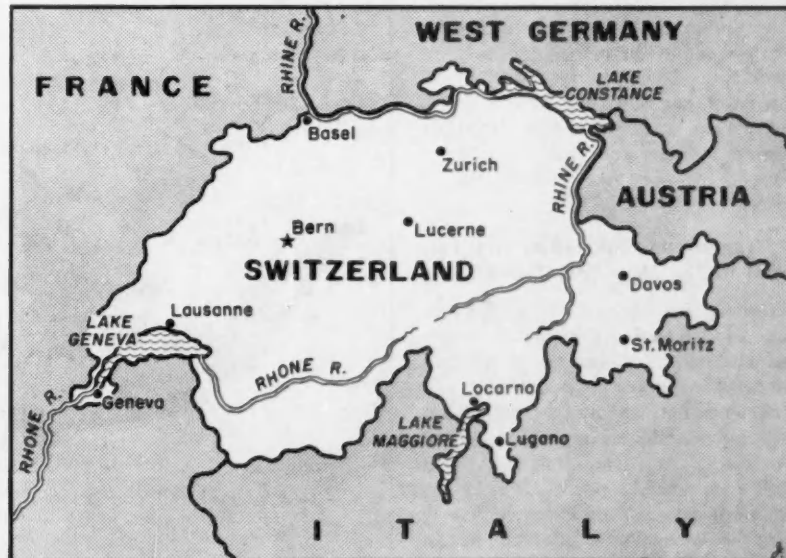 WEST GERMANY
FRANCE
RHINE R.
LAKE
CONSTANCE
Basel
Zurich
RHINE R.
AUSTRIA
Bern
Lucerne
SWITZERLAND
Davos
Lausanne
LAKE
GENEVA
St. Moritz
RHONE R.
Geneva
RHONE R.
Locarno
LAKE
MAGGIORE
Lugano
ITALY